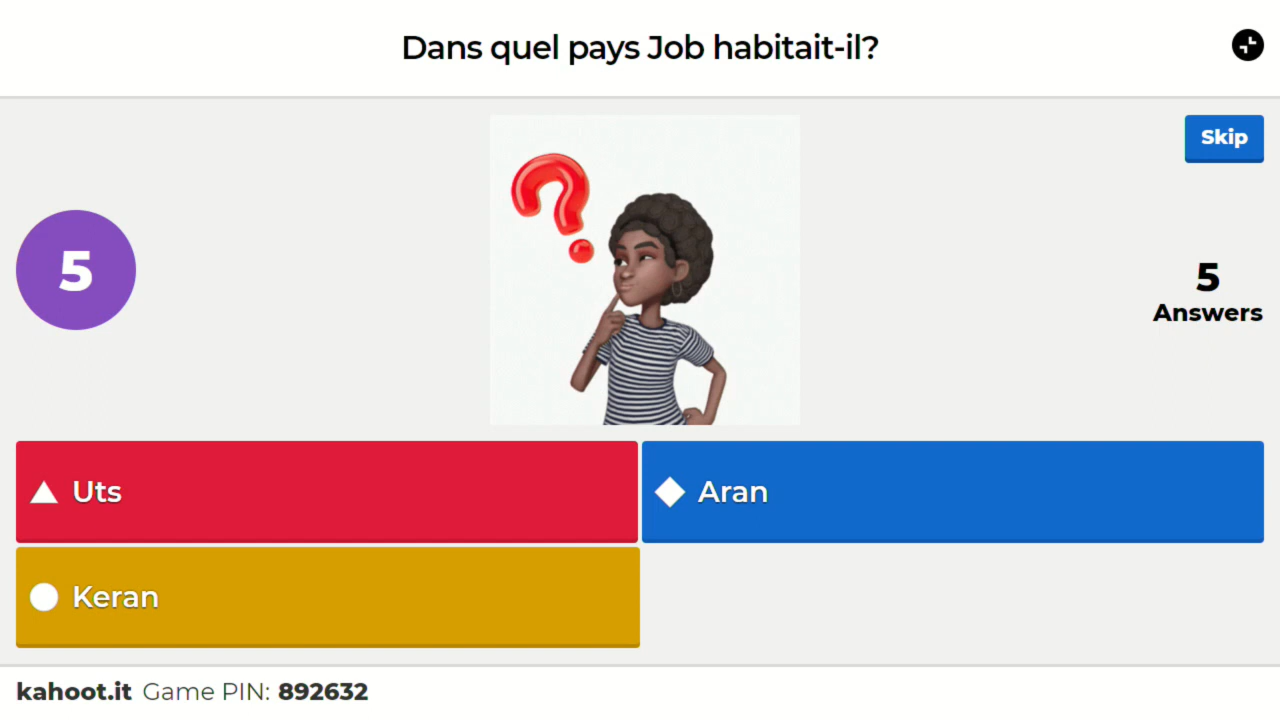 Dans quel pays Job habitait-il?
Skip
5
5
Answers
Uts
Aran
Keran
kahoot.it Game PIN: 892632